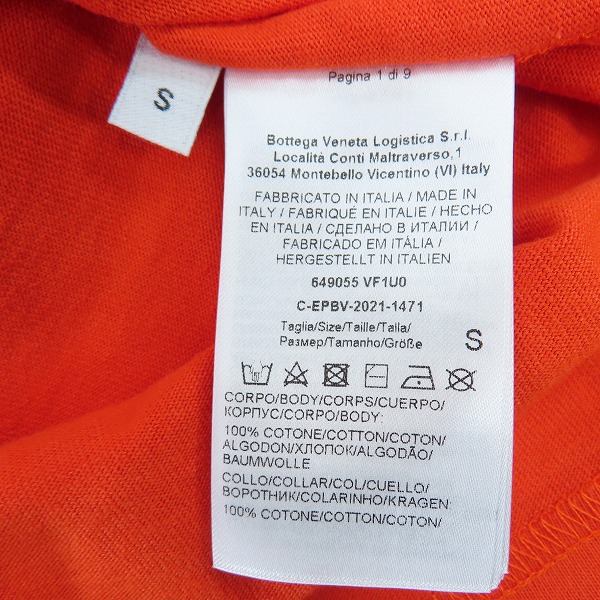 S
Pagina 1 di 9
Bottega Veneta Logistica S.r.l.
Località Conti Maltraverso,1
36054 Montebello Vicentino (VI) Italy
FABBRICATO IN ITALIA / MADE IN
ITALY / FABRIQUÉ EN ITALIE / HECHO
EN ITALIA / СДЕЛАНО В ИТАЛИИ /
FABRICADO EM ITÁLIA /
HERGESTELLT IN ITALIEN
649055 VF1U0
C-EPBV-2021-1471
Taglia/Size/Taille/Talla/
Размер/Tamanho/Größe
S
CORPO/BODY/CORPS/CUERPO/
КОРПУС/CORPO/BODY:
100% COTONE/COTTON/COTON/
ALGODON/ХЛОПОК/ALGODÃO/
BAUMWOLLE
COLLO/COLLAR/COL/CUELLO/
ВОРОТНИК/COLARINHO/KRAGEN:
100% COTONE/COTTON/COTON/